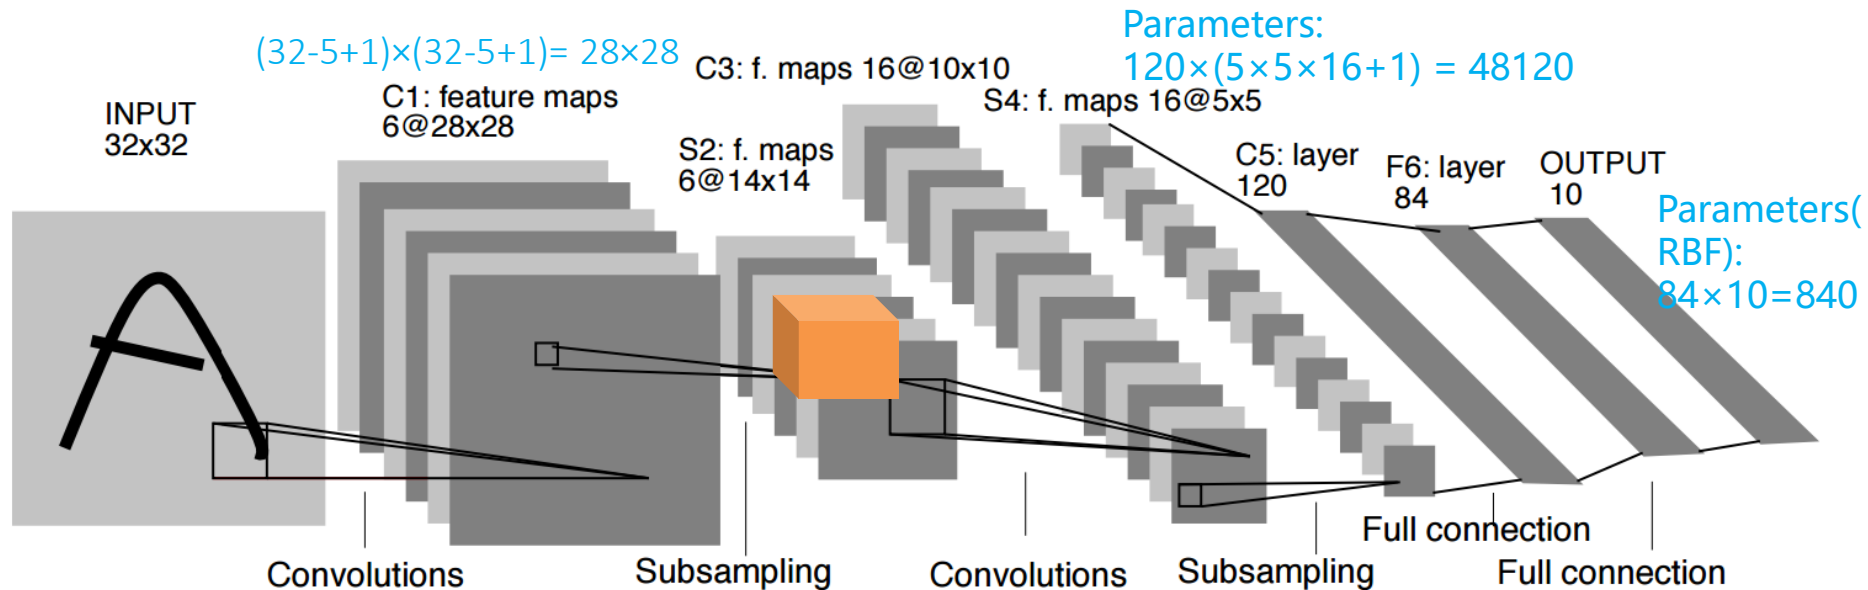 (32-5+1)×(32-5+1)= 28×28
Parameters:
120×(5×5×16+1) = 48120
INPUT
32x32
C1: feature maps
6@28x28
C3: f. maps 16@10x10
S2: f. maps
6@14x14
S4: f. maps 16@5x5
C5: layer
120
F6: layer
84
OUTPUT
10
Parameters(
RBF):
84×10=840
Convolutions
Subsampling
Convolutions
Subsampling
Full connection
Full connection